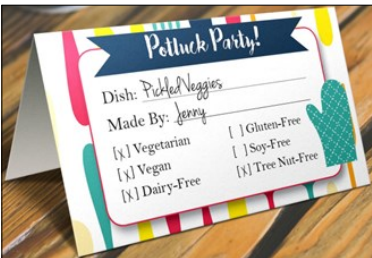 Potluck Party!
Dish: Pickled Veggies
Made By: Jenny
[x] Vegetarian
[x] Vegan
[x] Dairy-Free
[ ] Gluten-Free
[ ] Soy-Free
[x] Tree Nut-Free